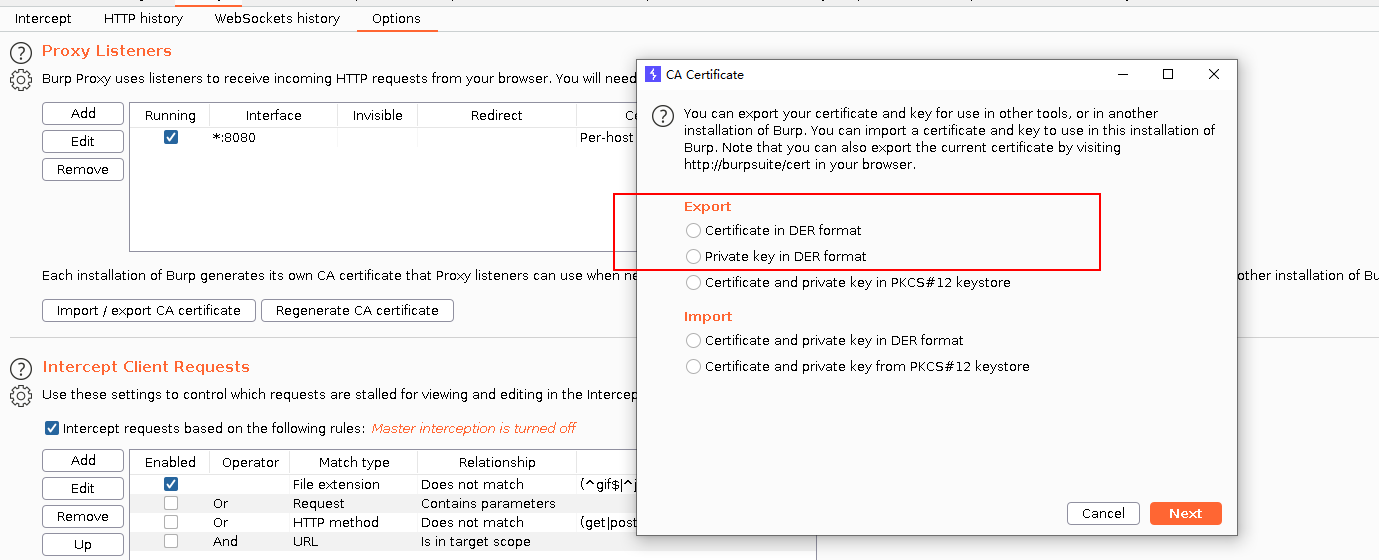 Intercept HTTP history WebSockets history Options
Proxy Listeners
Burp Proxy uses listeners to receive incoming HTTP requests from your browser. You will need
Add
Edit
Remove
Running Interface Invisible Redirect
*:8080 Per-host
Each installation of Burp generates its own CA certificate that Proxy listeners can use when
other installation of
Import / export CA certificate Regenerate CA certificate
Intercept Client Requests
Use these settings to control which requests are stalled for viewing and editing in the
Intercept requests based on the following rules: Master interception is turned off
Add
Edit
Remove
Up
Enabled Operator Match type Relationship
File extension Does not match (^gif$|^j
Or Request Contains parameters
Or HTTP method Does not match (get|post
And URL Is in target scope
CA Certificate
You can export your certificate and key for use in other tools, or in another
installation of Burp. You can import a certificate and key to use in this installation of
Burp. Note that you can also export the current certificate by visiting
http://burpsuite/cert in your browser.
Export
Certificate in DER format
Private key in DER format
Certificate and private key in PKCS#12 keystore
Import
Certificate and private key in DER format
Certificate and private key from PKCS#12 keystore
Cancel Next